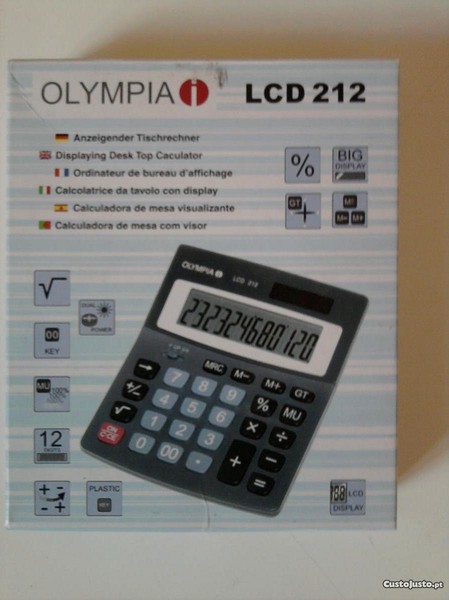 OLYMPIA i LCD 212
Anzeigender Tischrechner
Displaying Desk Top Caculator
Ordinateur de bureau d'affichage
Calcolatrice da tavolo con display
Calculadora de mesa visualizante
Calculadora de mesa com visor
%
BIG
DISPLAY
GT
M=
M+
√
DUAL
POWER
00
KEY
MU 100%
12
DIGITS
+ -
- +
PLASTIC
KEY
LCD
DISPLAY
OLYMPIA i LCD 212
232324680120
→ MRC M- M+ GT
+/- 7 8 9 % MU
√ 4 5 6 × ÷
ON C/CE 1 2 3 + -
0 00 . =
CustoJusto.pt